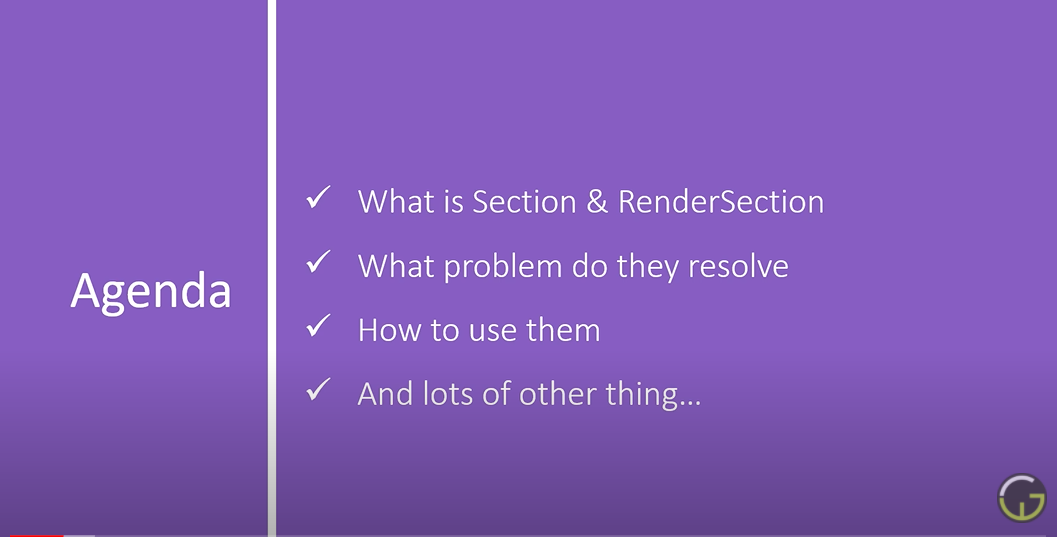 Agenda
✓ What is Section & RenderSection
✓ What problem do they resolve
✓ How to use them
✓ And lots of other thing...